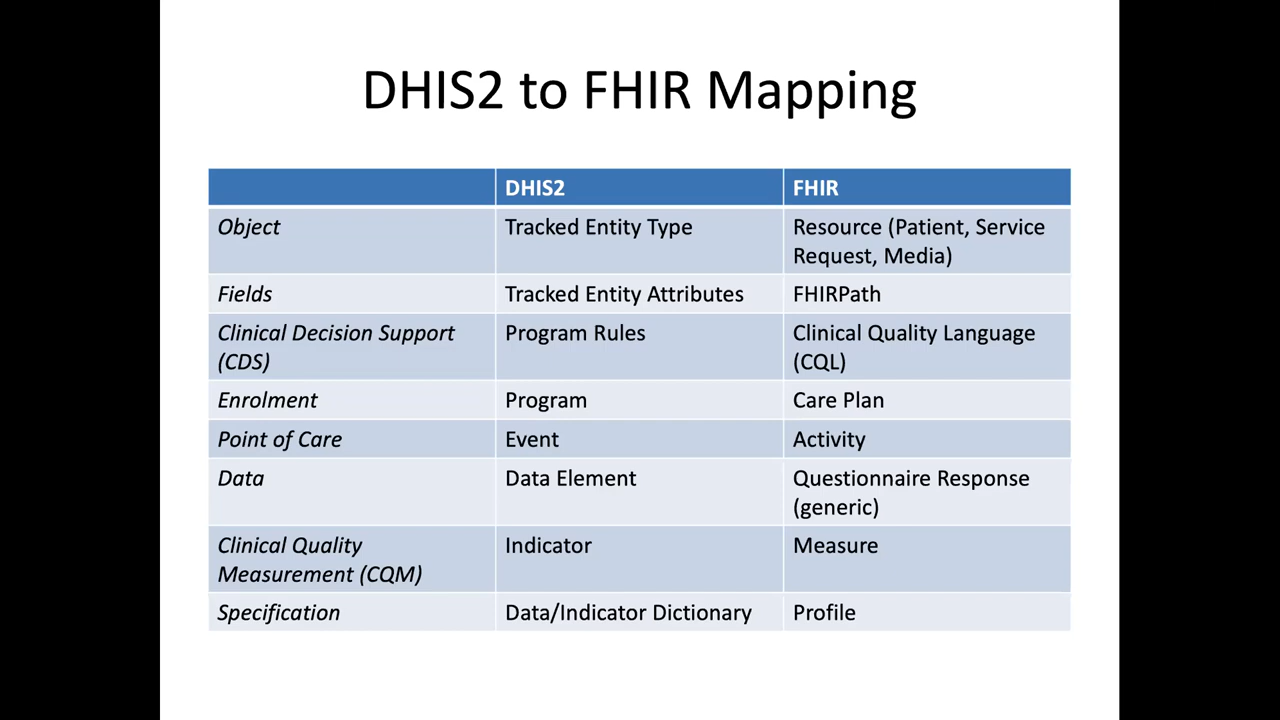 DHIS2 to FHIR Mapping
DHIS2 FHIR
Object Tracked Entity Type Resource (Patient, Service
Request, Media)
Fields Tracked Entity Attributes FHIRPath
Clinical Decision Support Program Rules Clinical Quality Language
(CDS) (CQL)
Enrolment Program Care Plan
Point of Care Event Activity
Data Data Element Questionnaire Response
(generic)
Clinical Quality Indicator Measure
Measurement (CQM)
Specification Data/Indicator Dictionary Profile